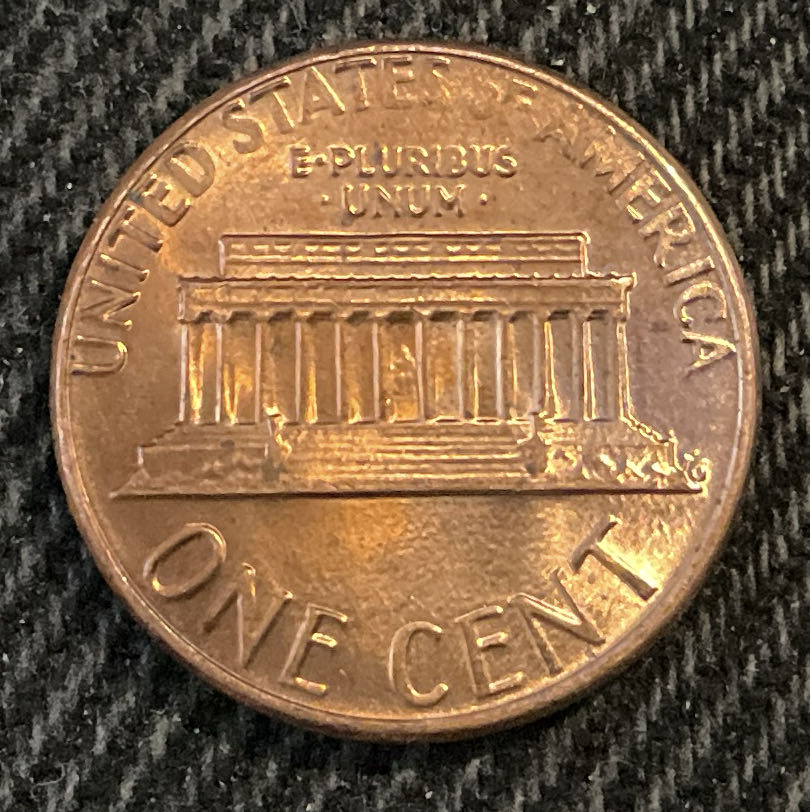 UNITED STATES OF AMERICA
E·PLURIBUS
·UNUM·
ONE CENT